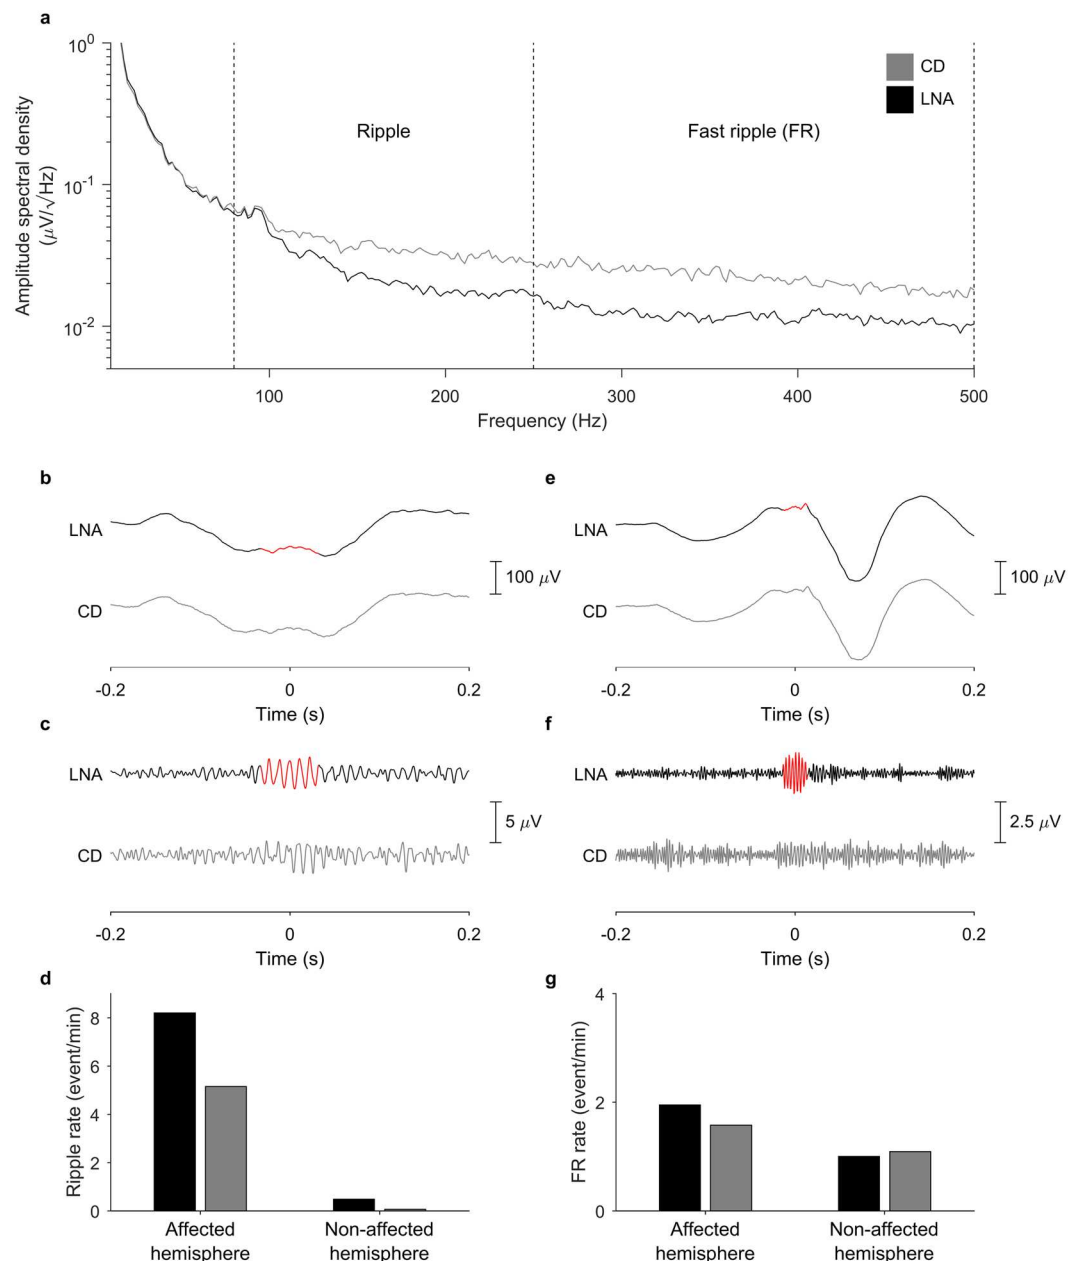 a
10^0
10^-1
10^-2
Amplitude spectral density
(μV/√Hz)
CD
LNA
Ripple
Fast ripple (FR)
100
200
300
400
500
Frequency (Hz)
b
LNA
CD
100 μV
-0.2
0
0.2
Time (s)
e
LNA
CD
100 μV
-0.2
0
0.2
Time (s)
c
LNA
CD
5 μV
-0.2
0
0.2
Time (s)
f
LNA
CD
2.5 μV
-0.2
0
0.2
Time (s)
d
Ripple rate (event/min)
8
6
4
2
0
Affected
hemisphere
Non-affected
hemisphere
g
FR rate (event/min)
4
2
0
Affected
hemisphere
Non-affected
hemisphere